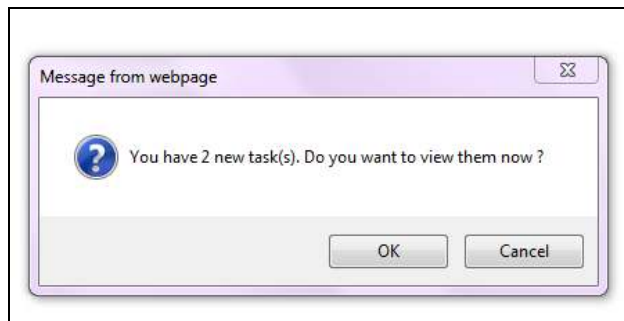 Message from webpage
You have 2 new task(s). Do you want to view them now ?
OK
Cancel